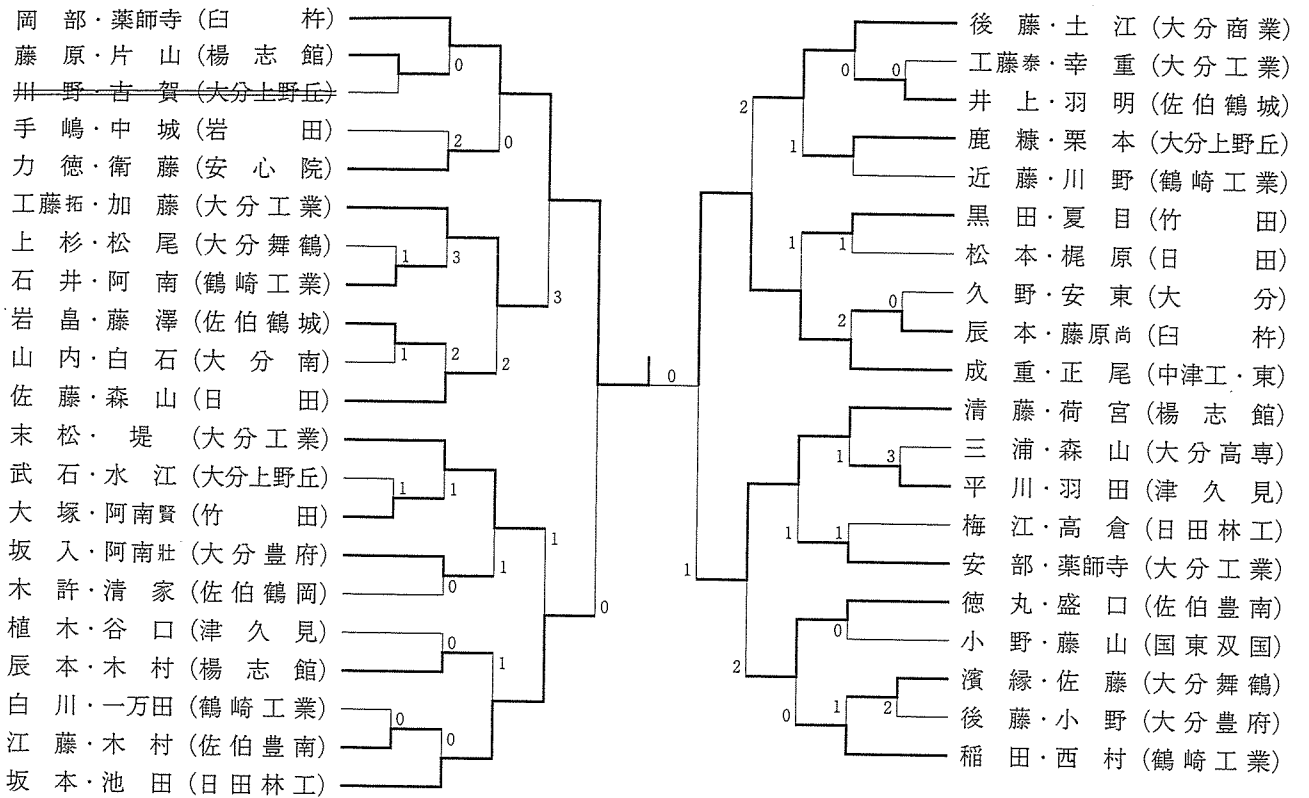 岡部・薬師寺（臼杵）
藤原・片山（楊志館）
川野・古賀（大分上野丘）
手嶋・中城（岩田）
力徳・衛藤（安心院）
工藤拓・加藤（大分工業）
上杉・松尾（大分舞鶴）
石井・阿南（鶴崎工業）
岩畠・藤澤（佐伯鶴城）
山内・白石（大分南）
佐藤・森山（日田）
末松・堤（大分工業）
武石・水江（大分上野丘）
大塚・阿南賢（竹田）
坂入・阿南壮（大分豊府）
木許・清家（佐伯鶴岡）
植木・谷口（津久見）
辰本・木村（楊志館）
白川・一万田（鶴崎工業）
江藤・木村（佐伯豊南）
坂本・池田（日田林工）
0
2
0
1
3
3
1
2
2
1
1
1
1
0
0
0
1
0
0
0
後藤・土江（大分商業）
工藤泰・幸重（大分工業）
井上・羽明（佐伯鶴城）
鹿糠・栗本（大分上野丘）
近藤・川野（鶴崎工業）
黒田・夏目（竹田）
松本・梶原（日田）
久野・安東（大分）
辰本・藤原尚（臼杵）
成重・正尾（中津工・東）
清藤・荷宮（楊志館）
三浦・森山（大分高専）
平川・羽田（津久見）
梅江・高倉（日田林工）
安部・薬師寺（大分工業）
徳丸・盛口（佐伯豊南）
小野・藤山（国東双国）
濱縁・佐藤（大分舞鶴）
後藤・小野（大分豊府）
稲田・西村（鶴崎工業）
0
0
2
1
1
1
0
2
1
3
1
1
1
0
2
1
2
0